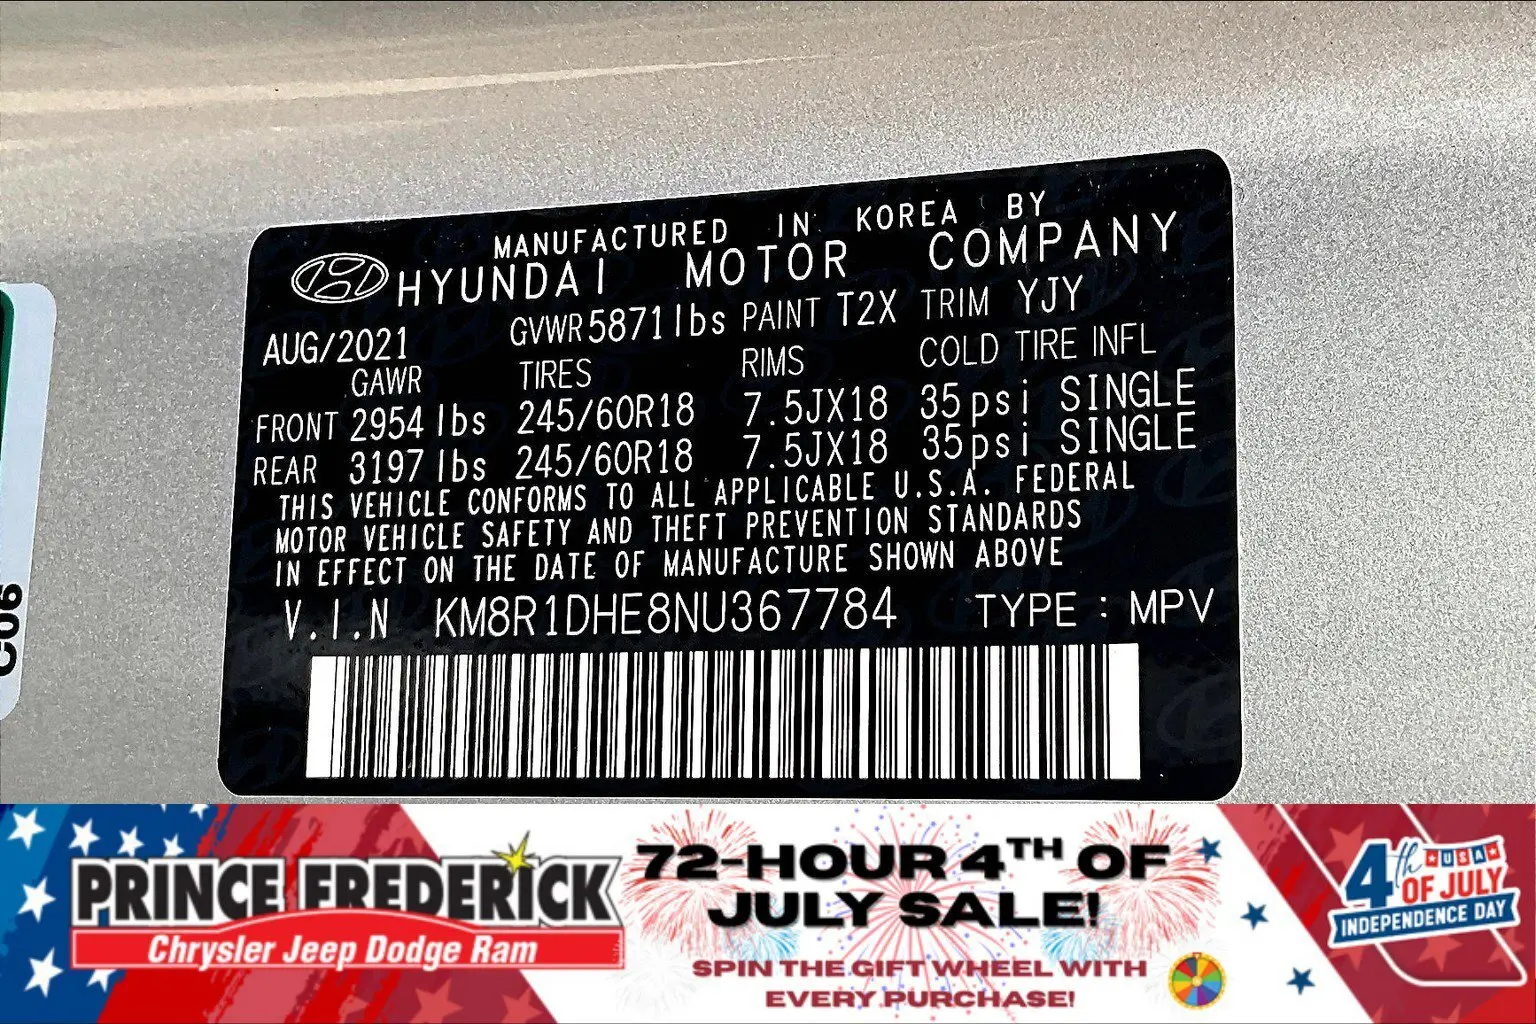 MANUFACTURED IN KOREA BY
HYUNDAI MOTOR COMPANY
AUG/2021 GVWR 5871 lbs PAINT T2X TRIM YJY
GAWR TIRES RIMS COLD TIRE INFL
FRONT 2954 lbs 245/60R18 7.5JX18 35psi SINGLE
REAR 3197 lbs 245/60R18 7.5JX18 35psi SINGLE
THIS VEHICLE CONFORMS TO ALL APPLICABLE U.S.A. FEDERAL
MOTOR VEHICLE SAFETY AND THEFT PREVENTION STANDARDS
IN EFFECT ON THE DATE OF MANUFACTURE SHOWN ABOVE
V.I.N KM8R1DHE8NU367784 TYPE : MPV
C06
PRINCE FREDERICK
Chrysler Jeep Dodge Ram
72-HOUR 4TH OF
JULY SALE!
SPIN THE GIFT WHEEL WITH
EVERY PURCHASE!
4th USA
OF JULY
INDEPENDENCE DAY